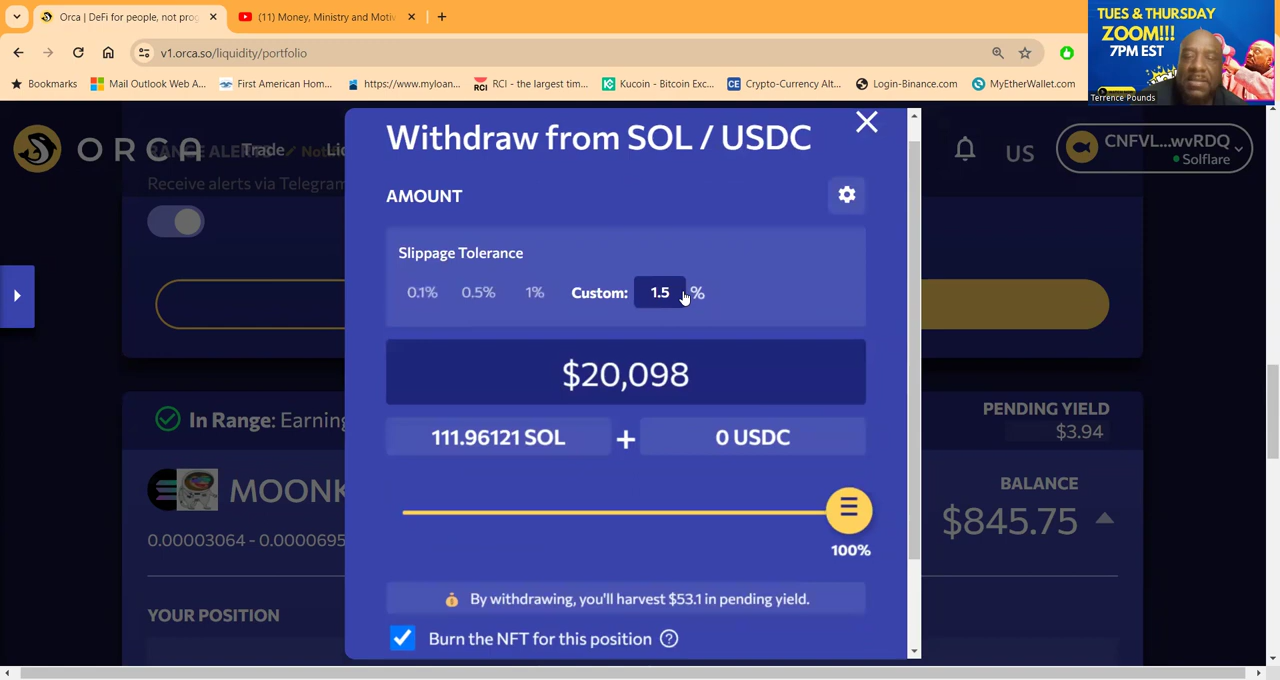 Orca | DeFi for people, not prog
(11) Money, Ministry and Motiv
v1.orca.so/liquidity/portfolio
Bookmarks
Mail Outlook Web A...
First American Hom...
https://www.myloan...
RCI - the largest tim...
Kucoin - Bitcoin Exc...
Crypto-Currency Alt...
Login-Binance.com
MyEtherWallet.com
TUES & THURSDAY
ZOOM!!!
7PM EST
Terrence Pounds
ORCA
Trade
US
CNFVL...wvRDQ
Solflare
RANGE ALERTS
Receive alerts via Telegram
Withdraw from SOL / USDC
AMOUNT
Slippage Tolerance
0.1% 0.5% 1% Custom: 1.5 %
$20,098
111.96121 SOL + 0 USDC
100%
By withdrawing, you'll harvest $53.1 in pending yield.
Burn the NFT for this position
In Range: Earning
PENDING YIELD
$3.94
MOONK
BALANCE
$845.75
0.00003064 - 0.0000695
YOUR POSITION